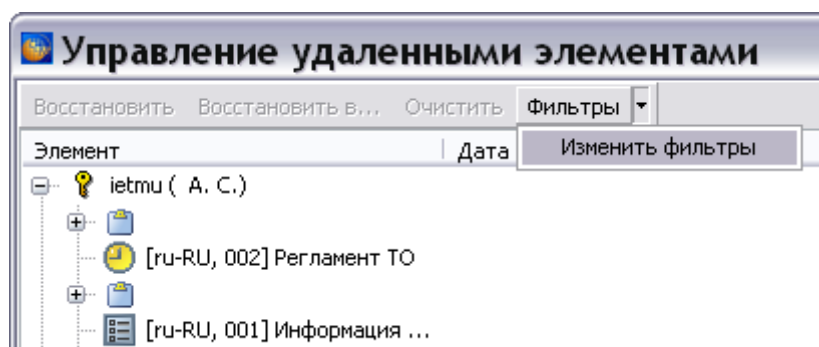 Управление удаленными элементами
Восстановить Восстановить в... Очистить Фильтры
Элемент Дата Изменить фильтры
ietmu ( А. С.)
[ru-RU, 002] Регламент ТО
[ru-RU, 001] Информация ...